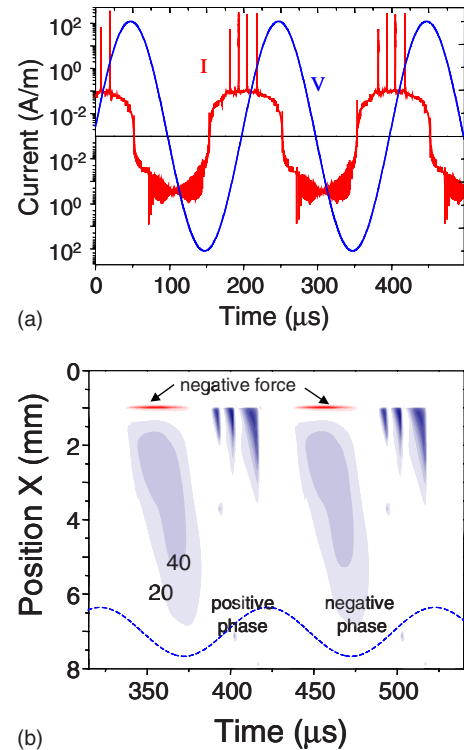 10²
10⁰
10⁻²
10⁻²
10⁰
10²
Current (A/m)
I
V
0
100
200
300
400
Time (μs)
(a)
0
2
4
6
8
Position X (mm)
negative force
40
20
positive phase
negative phase
350
400
450
500
Time (μs)
(b)